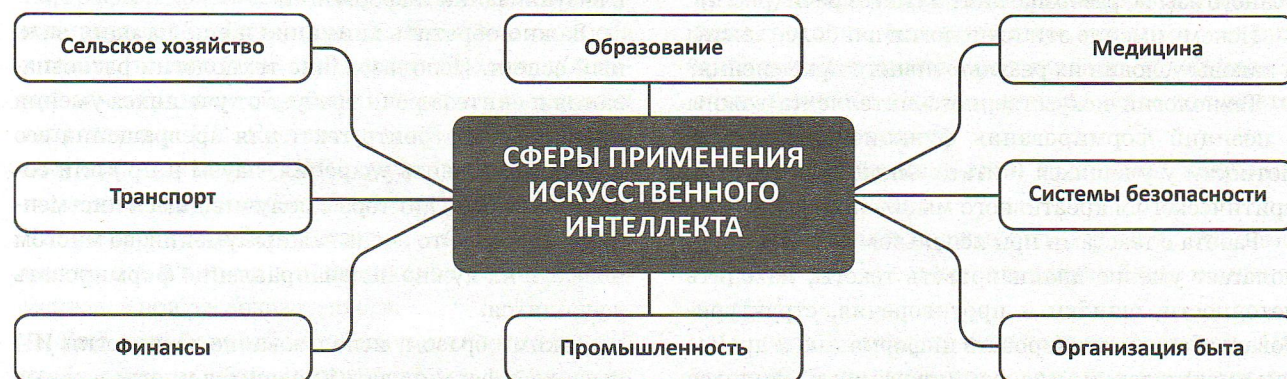 Сельское хозяйство
Образование
Медицина
СФЕРЫ ПРИМЕНЕНИЯ
ИСКУССТВЕННОГО
ИНТЕЛЛЕКТА
Транспорт
Системы безопасности
Финансы
Промышленность
Организация быта